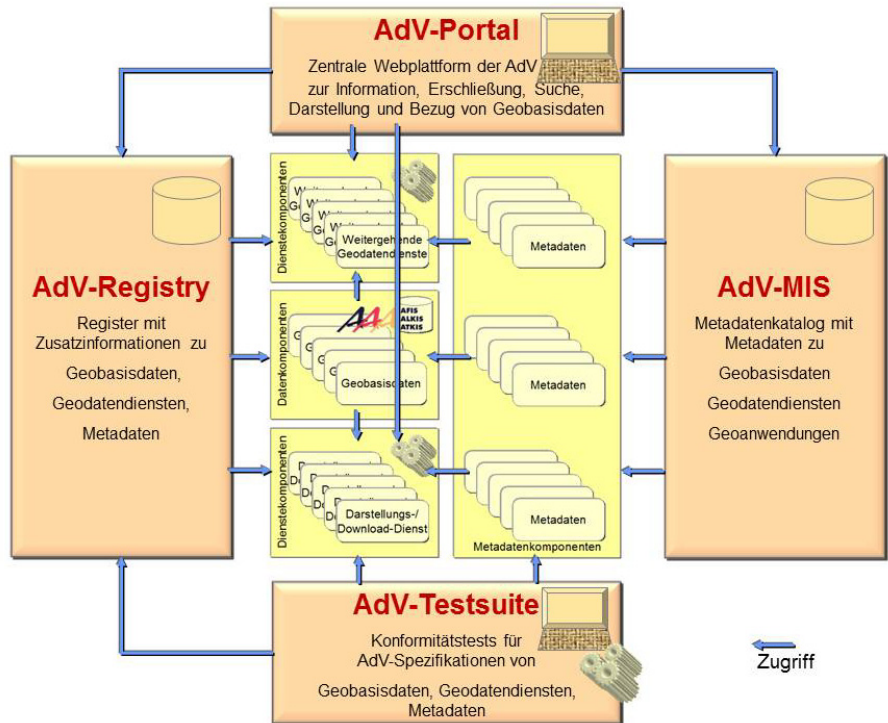 AdV-Portal
Zentrale Webplattform der AdV
zur Information, Erschließung, Suche,
Darstellung und Bezug von Geobasisdaten
AdV-Registry
Register mit
Zusatzinformationen zu
Geobasisdaten,
Geodatendiensten,
Metadaten
Dienstekomponenten
Weitergehende
Geodatendienste
Datenkomponenten
AAA
AFIS
ALKIS
ATKIS
Geobasisdaten
Dienstekomponenten
Darstellungs-/
Download-Dienst
Metadaten
Metadaten
Metadaten
Metadatenkomponenten
AdV-MIS
Metadatenkatalog mit
Metadaten zu
Geobasisdaten
Geodatendiensten
Geoanwendungen
AdV-Testsuite
Konformitätstests für
AdV-Spezifikationen von
Geobasisdaten, Geodatendiensten,
Metadaten
Zugriff